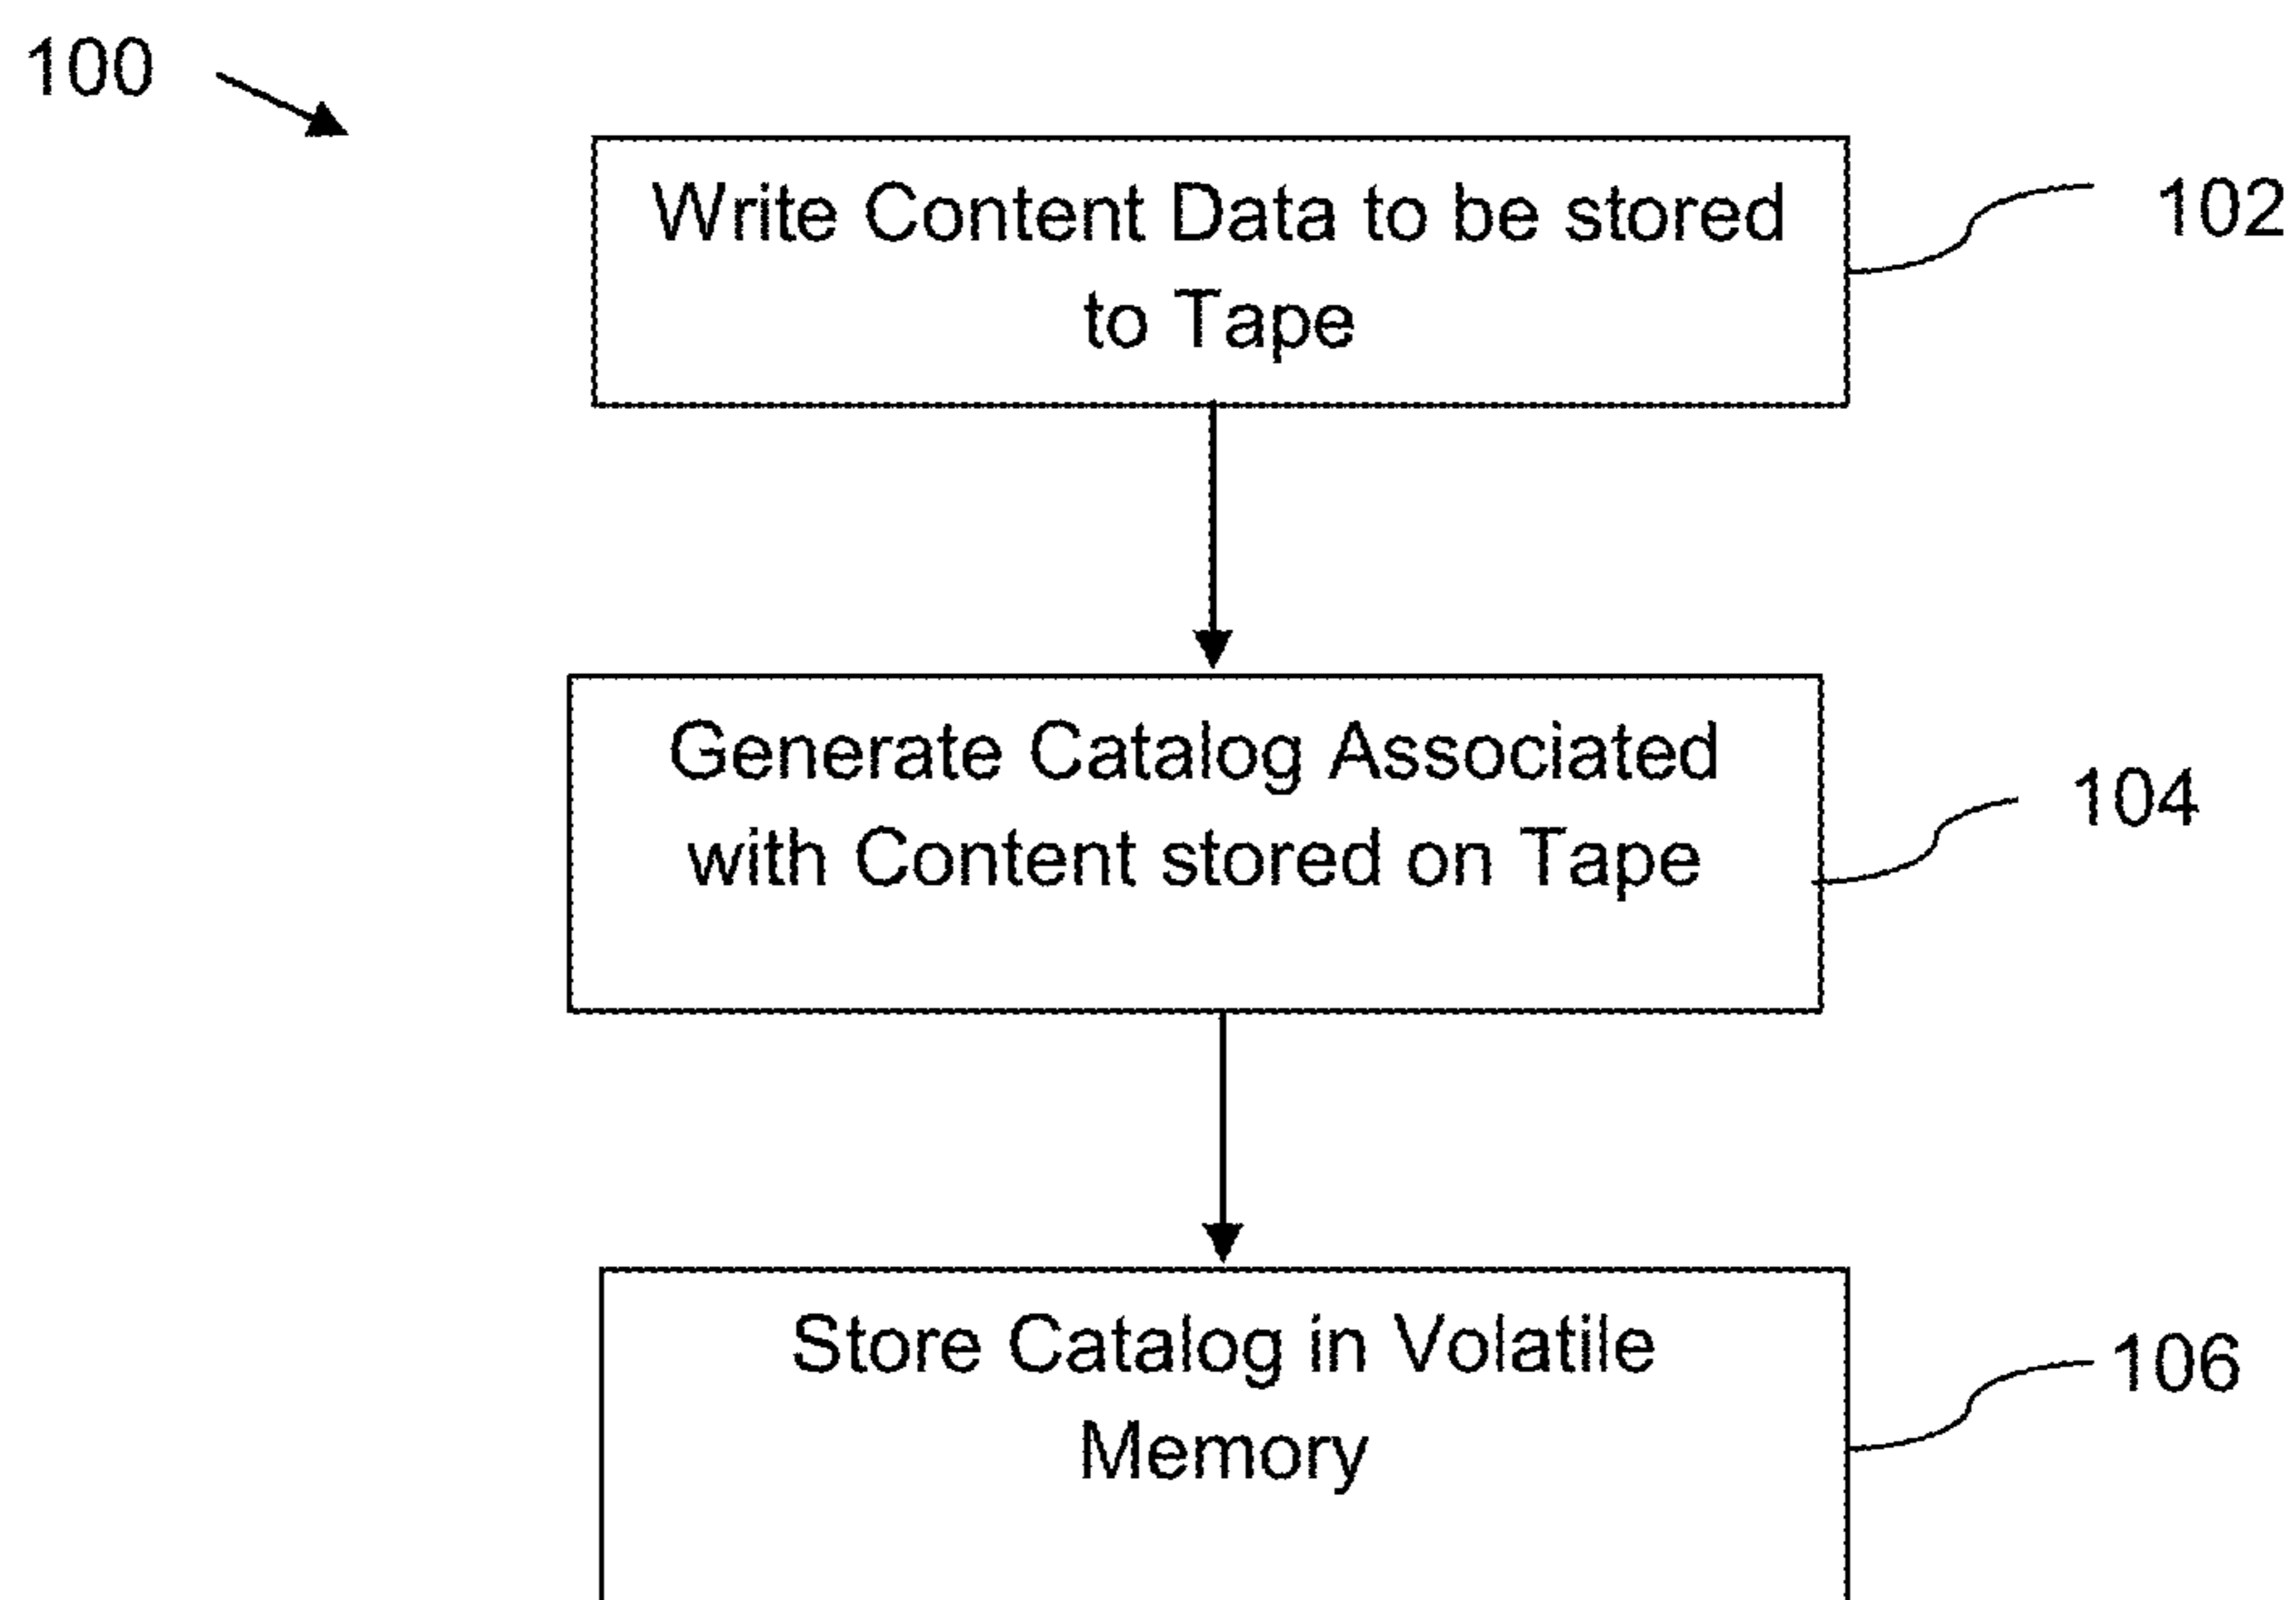 100
Write Content Data to be stored
to Tape
102
Generate Catalog Associated
with Content stored on Tape
104
Store Catalog in Volatile
Memory
106